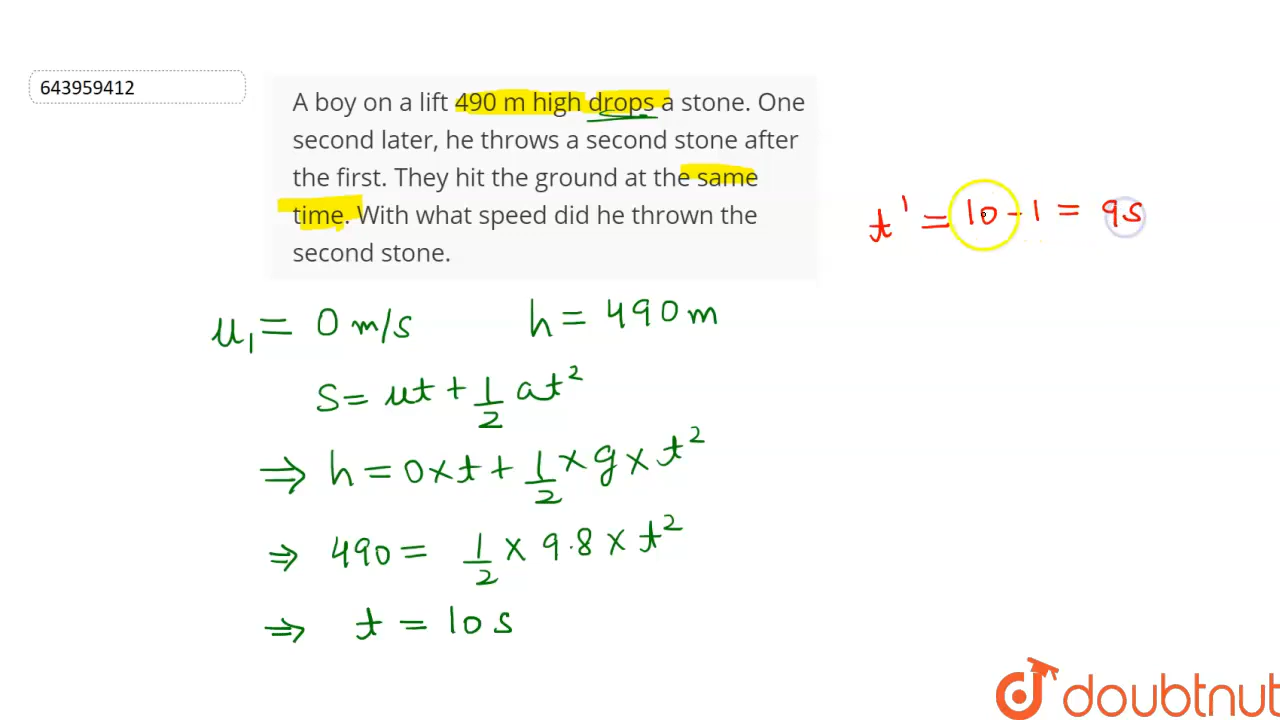 643959412
A boy on a lift 490 m high drops a stone. One
second later, he throws a second stone after
the first. They hit the ground at the same
time. With what speed did he thrown the
second stone.
t' = 10 - 1 = 9s
u₁ = 0 m/s h = 490 m
S = ut + 1/2 at²
⇒ h = 0 × t + 1/2 × g × t²
⇒ 490 = 1/2 × 9.8 × t²
⇒ t = 10 s
doubtnut